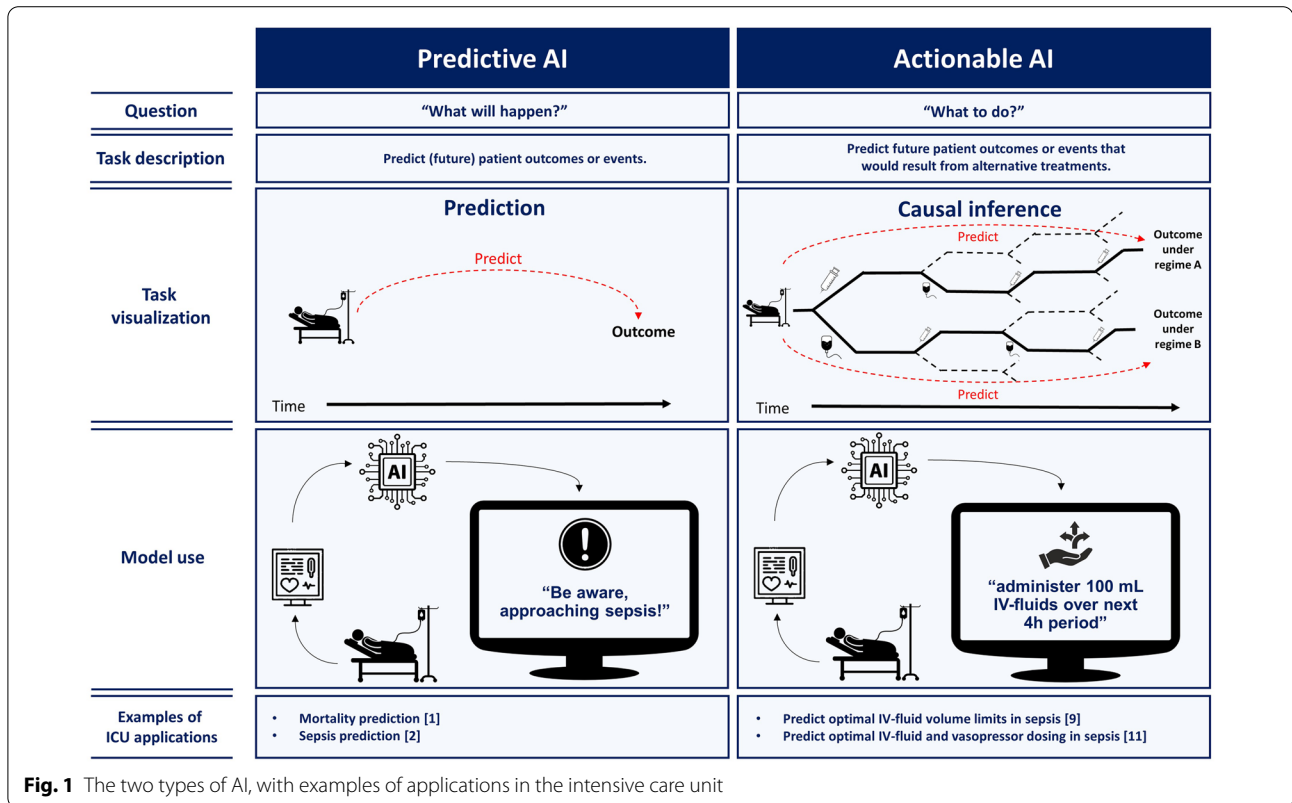 Predictive AI
Actionable AI
Question
“What will happen?”
“What to do?”
Task description
Predict (future) patient outcomes or events.
Predict future patient outcomes or events that
would result from alternative treatments.
Task
visualization
Prediction
Predict
Outcome
Time
Causal inference
Predict
Outcome
under
regime A
Outcome
under
regime B
Predict
Time
Model use
AI
“Be aware,
approaching sepsis!”
AI
“administer 100 mL
IV-fluids over next
4h period”
Examples of
ICU applications
• Mortality prediction [1]
• Sepsis prediction [2]
• Predict optimal IV-fluid volume limits in sepsis [9]
• Predict optimal IV-fluid and vasopressor dosing in sepsis [11]
Fig. 1 The two types of AI, with examples of applications in the intensive care unit